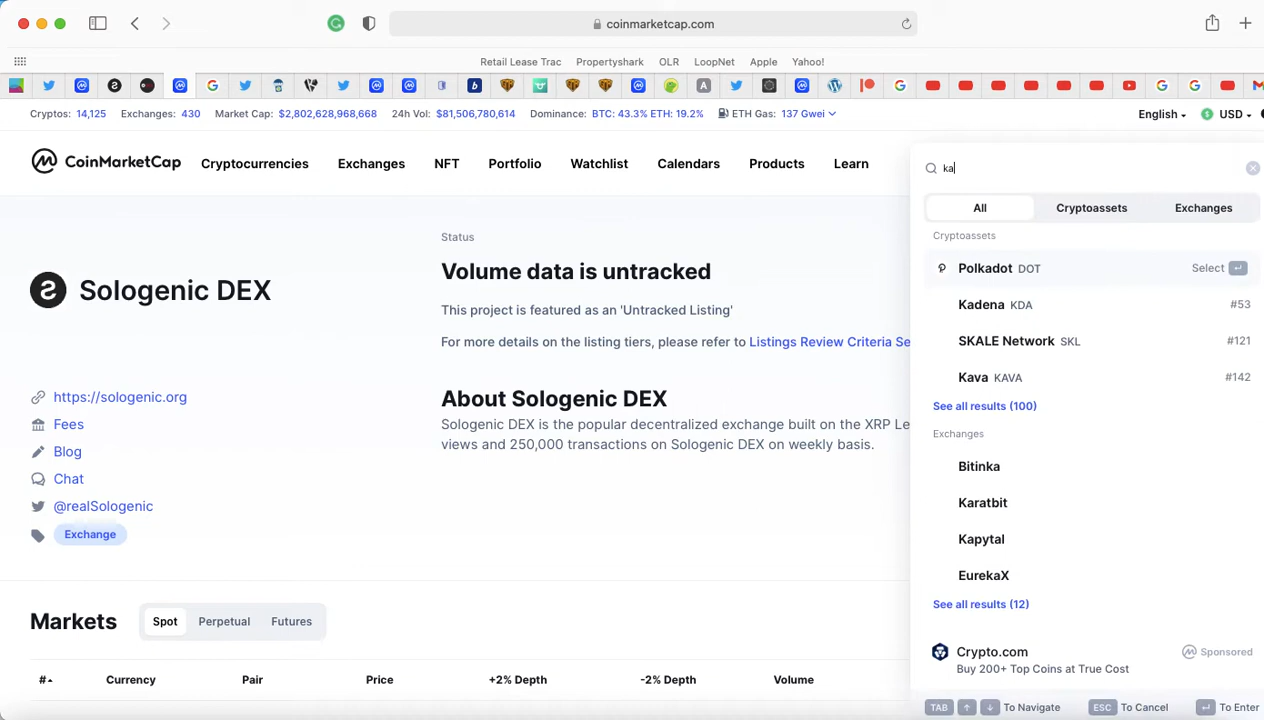 coinmarketcap.com
Retail Lease Trac Propertyshark OLR LoopNet Apple Yahoo!
Cryptos: 14,125 Exchanges: 430 Market Cap: $2,802,628,968,668 24h Vol: $81,506,780,614 Dominance: BTC: 43.3% ETH: 19.2% ETH Gas: 137 Gwei English USD
CoinMarketCap Cryptocurrencies Exchanges NFT Portfolio Watchlist Calendars Products Learn
ka
All Cryptoassets Exchanges
Cryptoassets
Polkadot DOT Select
Kadena KDA #53
SKALE Network SKL #121
Kava KAVA #142
See all results (100)
Exchanges
Bitinka
Karatbit
Kapytal
EurekaX
See all results (12)
Crypto.com Sponsored
Buy 200+ Top Coins at True Cost
TAB To Navigate ESC To Cancel To Enter
Sologenic DEX
https://sologenic.org
Fees
Blog
Chat
@realSologenic
Exchange
Status
Volume data is untracked
This project is featured as an 'Untracked Listing'
For more details on the listing tiers, please refer to Listings Review Criteria Se
About Sologenic DEX
Sologenic DEX is the popular decentralized exchange built on the XRP Le
views and 250,000 transactions on Sologenic DEX on weekly basis.
Markets Spot Perpetual Futures
# Currency Pair Price +2% Depth -2% Depth Volume